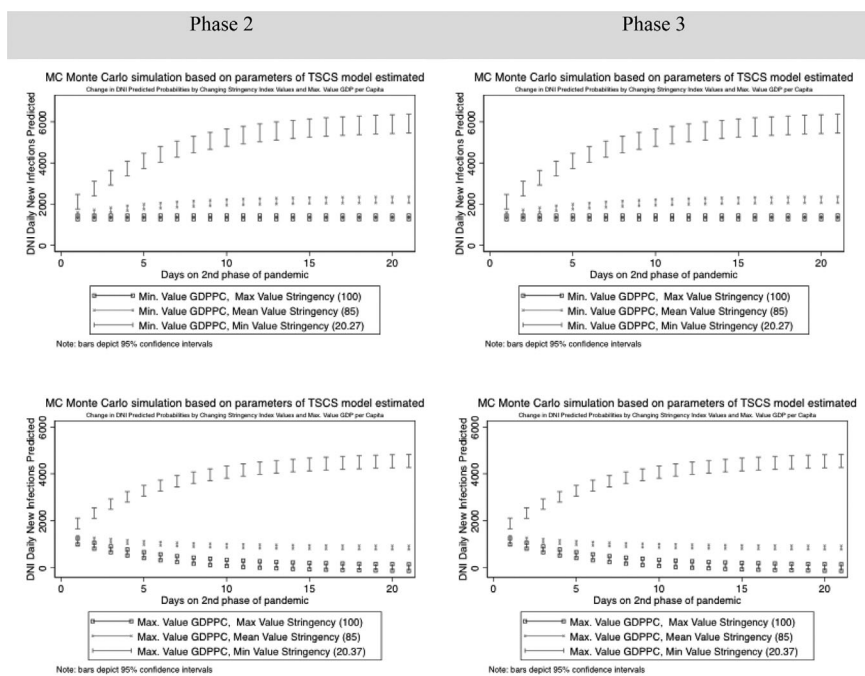 Phase 2
Phase 3
MC Monte Carlo simulation based on parameters of TSCS model estimated
Change in DNI Predicted Probabilities by Changing Stringency Index Values and Max. Value GDP per Capita
DNI Daily New Infections Predicted
6000
4000
2000
0
0 5 10 15 20
Days on 2nd phase of pandemic
Min. Value GDPPC, Max Value Stringency (100)
Min. Value GDPPC, Mean Value Stringency (85)
Min. Value GDPPC, Min Value Stringency (20.27)
Note: bars depict 95% confidence intervals
MC Monte Carlo simulation based on parameters of TSCS model estimated
Change in DNI Predicted Probabilities by Changing Stringency Index Values and Max. Value GDP per Capita
DNI Daily New Infections Predicted
6000
4000
2000
0
0 5 10 15 20
Days on 2nd phase of pandemic
Min. Value GDPPC, Max Value Stringency (100)
Min. Value GDPPC, Mean Value Stringency (85)
Min. Value GDPPC, Min Value Stringency (20.27)
Note: bars depict 95% confidence intervals
MC Monte Carlo simulation based on parameters of TSCS model estimated
Change in DNI Predicted Probabilities by Changing Stringency Index Values and Max. Value GDP per Capita
DNI Daily New Infections Predicted
6000
4000
2000
0
0 5 10 15 20
Days on 2nd phase of pandemic
Max. Value GDPPC, Max Value Stringency (100)
Max. Value GDPPC, Mean Value Stringency (85)
Max. Value GDPPC, Min Value Stringency (20.37)
Note: bars depict 95% confidence intervals
MC Monte Carlo simulation based on parameters of TSCS model estimated
Change in DNI Predicted Probabilities by Changing Stringency Index Values and Max. Value GDP per Capita
DNI Daily New Infections Predicted
6000
4000
2000
0
0 5 10 15 20
Days on 2nd phase of pandemic
Max. Value GDPPC, Max Value Stringency (100)
Max. Value GDPPC, Mean Value Stringency (85)
Max. Value GDPPC, Min Value Stringency (20.37)
Note: bars depict 95% confidence intervals